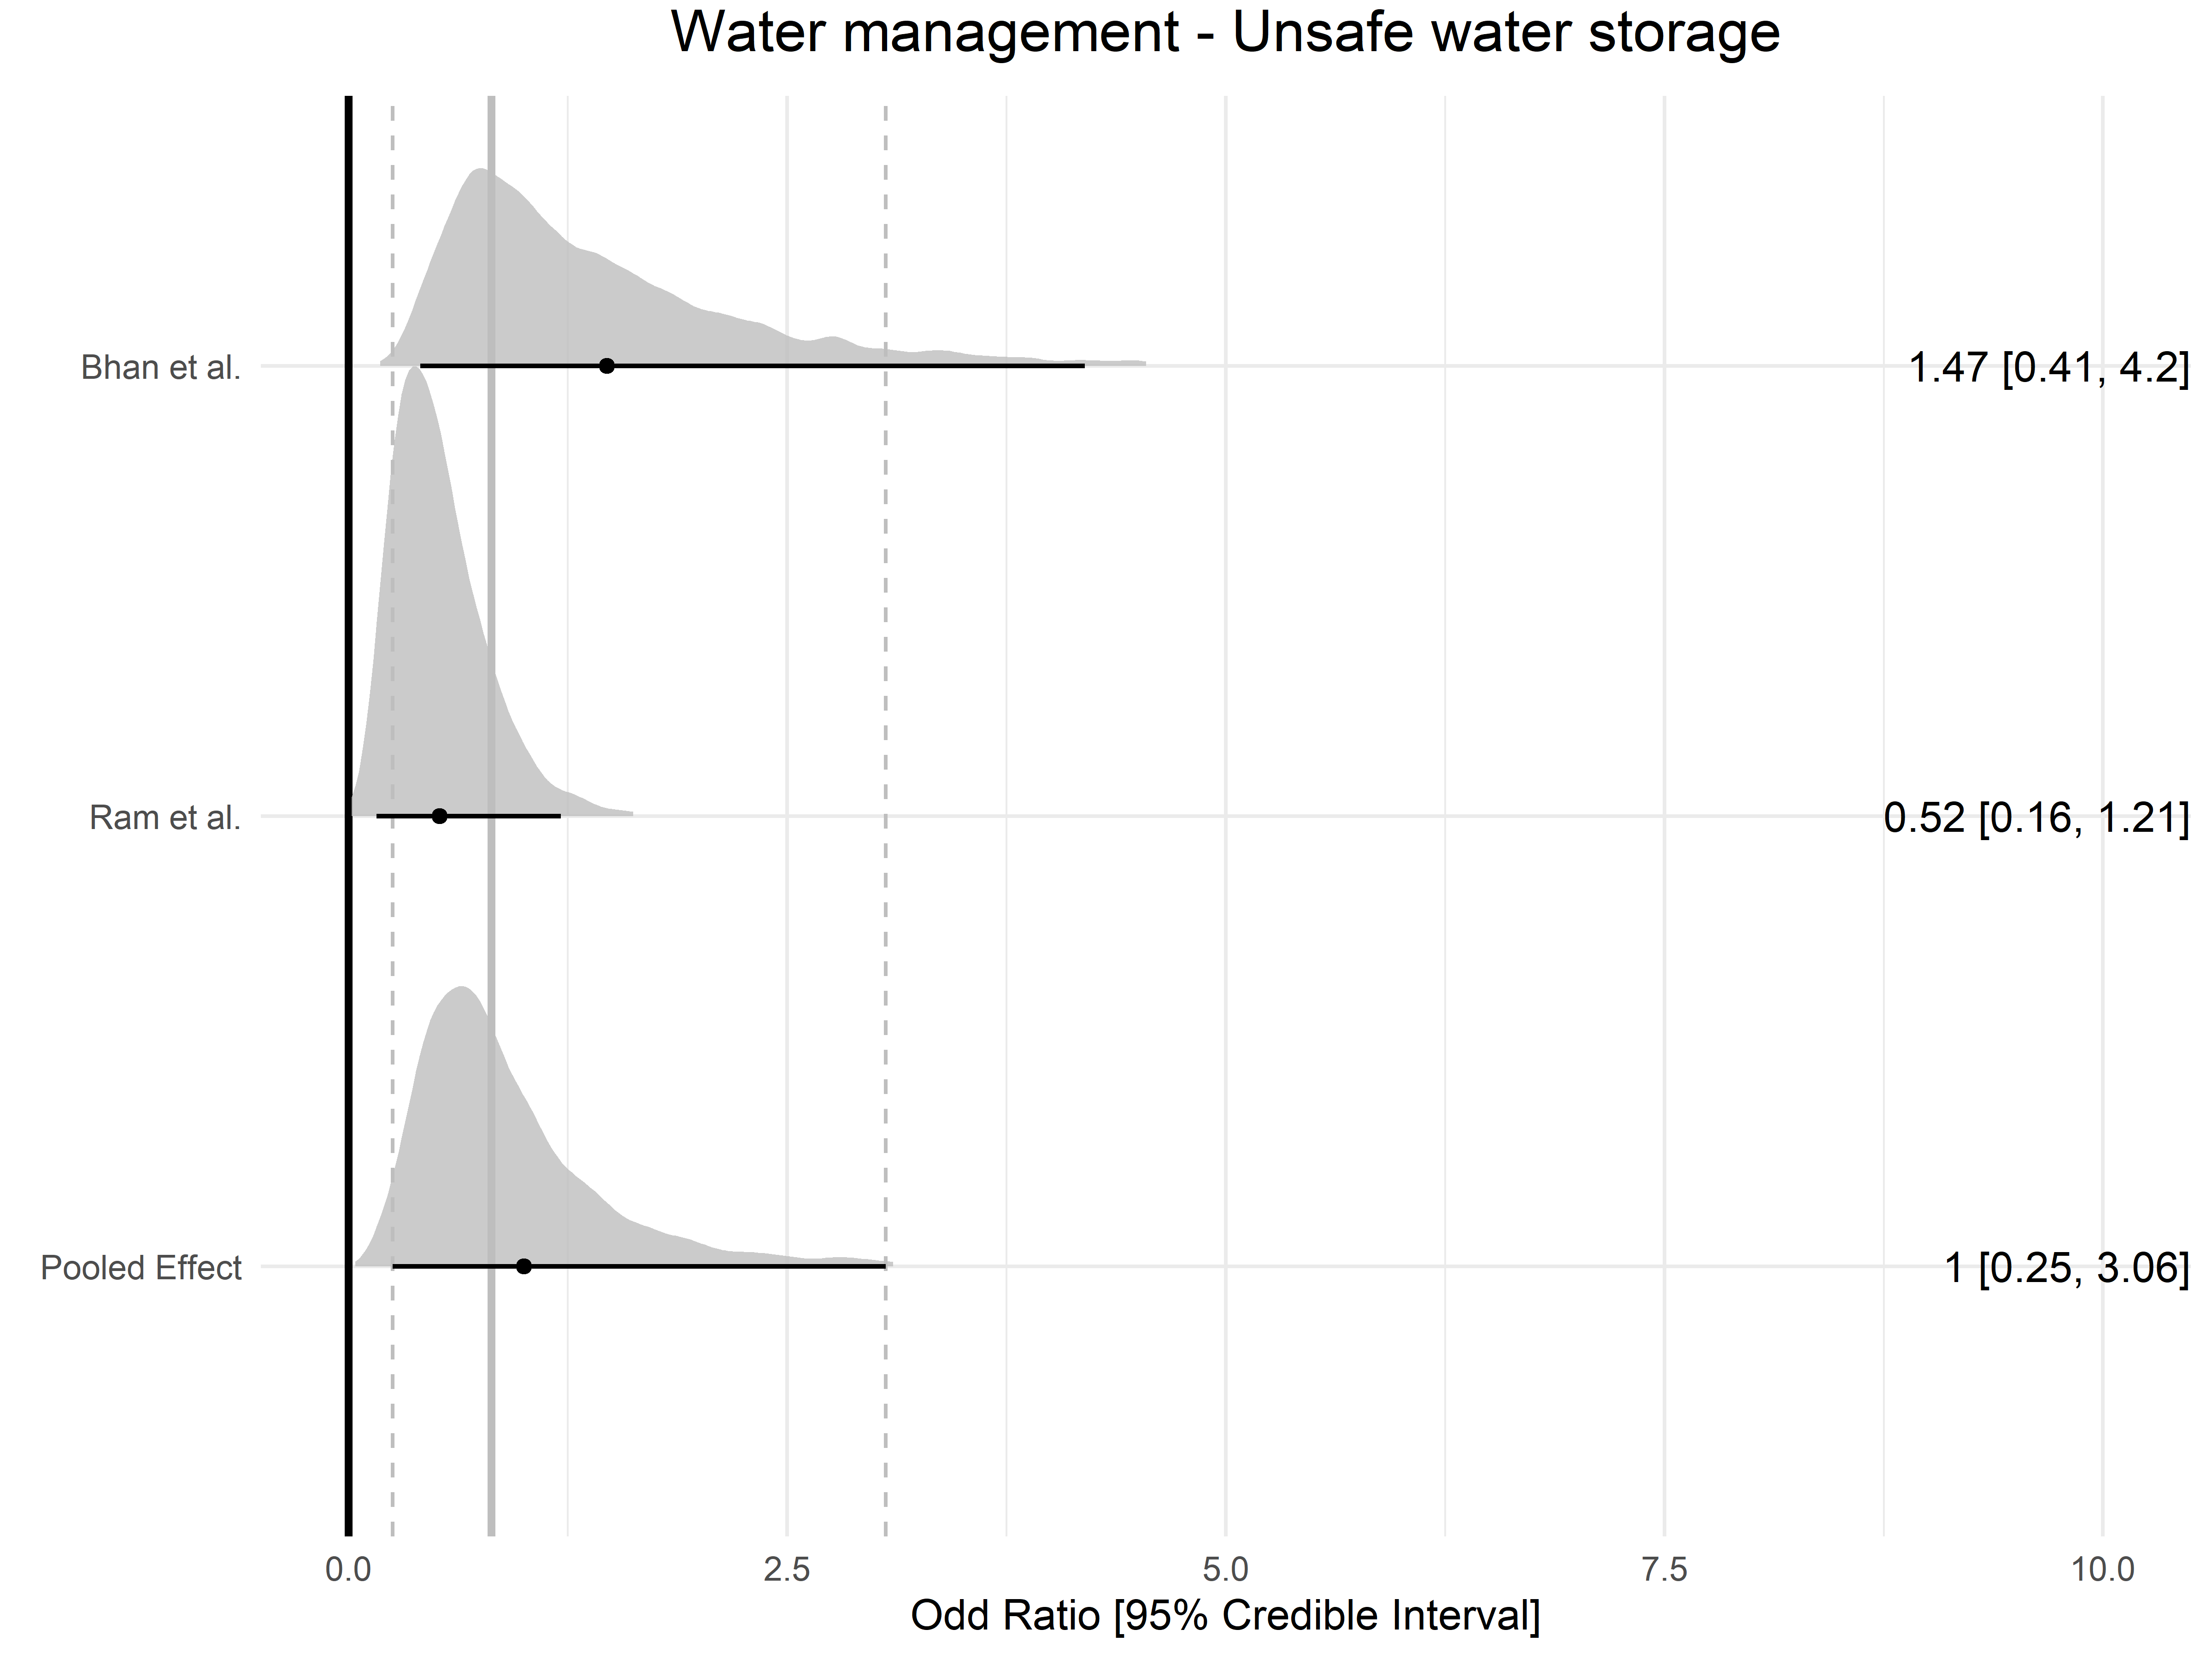 Water management - Unsafe water storage
Bhan et al.
1.47 [0.41, 4.2]
Ram et al.
0.52 [0.16, 1.21]
Pooled Effect
1 [0.25, 3.06]
0.0 2.5 5.0 7.5 10.0
Odd Ratio [95% Credible Interval]